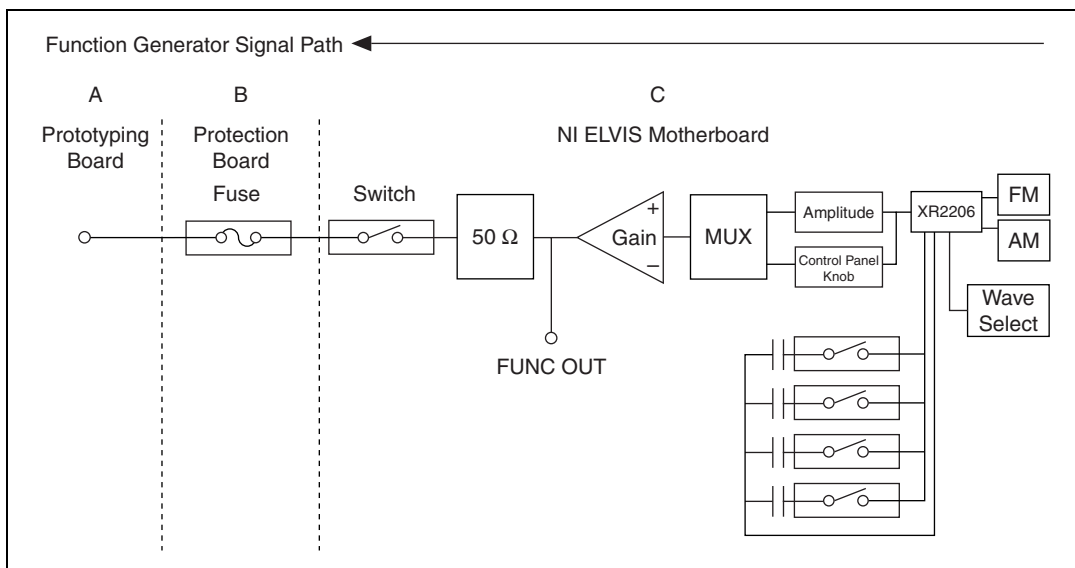 Function Generator Signal Path
A
B
C
Prototyping
Board
Protection
Board
NI ELVIS Motherboard
Fuse
Switch
50 Ω
+
Gain
−
MUX
Amplitude
Control Panel
Knob
XR2206
FM
AM
Wave
Select
FUNC OUT